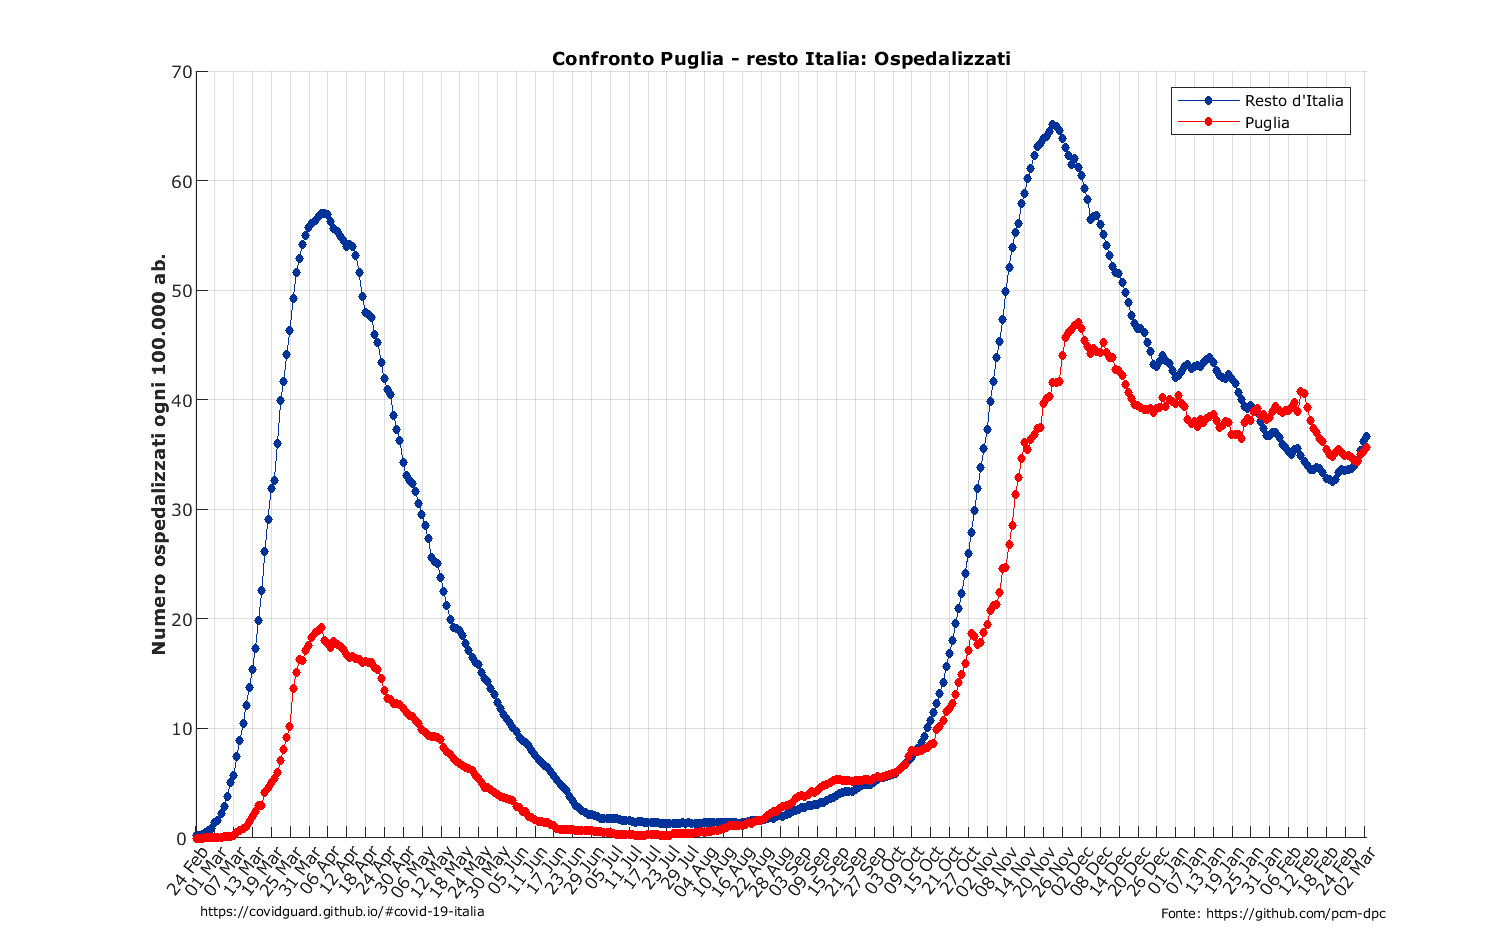 Confronto Puglia - resto Italia: Ospedalizzati
Numero ospedalizzati ogni 100.000 ab.
70
60
50
40
30
20
10
0
Resto d'Italia
Puglia
24 Feb
01 Mar
07 Mar
13 Mar
19 Mar
25 Mar
31 Mar
06 Apr
12 Apr
18 Apr
24 Apr
30 Apr
06 May
12 May
18 May
24 May
30 May
05 Jun
11 Jun
17 Jun
23 Jun
29 Jun
05 Jul
11 Jul
17 Jul
23 Jul
29 Jul
04 Aug
10 Aug
16 Aug
22 Aug
28 Aug
03 Sep
09 Sep
15 Sep
21 Sep
27 Sep
03 Oct
09 Oct
15 Oct
21 Oct
27 Oct
02 Nov
08 Nov
14 Nov
20 Nov
26 Nov
02 Dec
08 Dec
14 Dec
20 Dec
26 Dec
01 Jan
07 Jan
13 Jan
19 Jan
25 Jan
31 Jan
06 Feb
12 Feb
18 Feb
24 Feb
02 Mar
https://covidguard.github.io/#covid-19-italia
Fonte: https://github.com/pcm-dpc